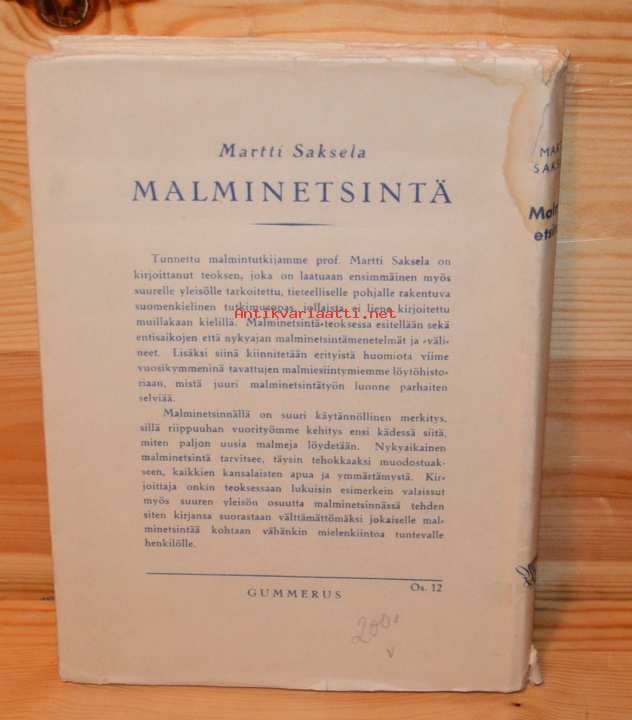 Martti Saksela
MALMINETSINTÄ
Tunnettu malmintutkijamme prof. Martti Saksela on
kirjoittanut teoksen, joka on laatuaan ensimmäinen myös
suurelle yleisölle tarkoitettu, tieteelliselle pohjalle rakentuva
suomenkielinen tutkimusopas, jollaista ei liene kirjoitettu
Antikvariaatti.net
muillakaan kielillä. Malminetsintä-teoksessa esitellään sekä
entisaikojen että nykyajan malminetsintämenetelmät ja -väli-
neet. Lisäksi siinä kiinnitetään erityistä huomiota viime
vuosikymmeninä tavattujen malmiesiintymiemme löytöhisto-
riaan, mistä juuri malminetsintätyön luonne parhaiten
selviää.
Malminetsinnällä on suuri käytännöllinen merkitys,
sillä riippuuhan vuorityömme kehitys ensi kädessä siitä,
miten paljon uusia malmeja löydetään. Nykyaikainen
malminetsintä tarvitsee, täysin tehokkaaksi muodostuak-
seen, kaikkien kansalaisten apua ja ymmärtämystä. Kir-
joittaja onkin teoksessaan lukuisin esimerkein valaissut
myös suuren yleisön osuutta malminetsinnässä tehden
siten kirjansa suorastaan välttämättömäksi jokaiselle mal-
minetsintää kohtaan vähänkin mielenkiintoa tuntevalle
henkilölle.
GUMMERUS
Os. 12